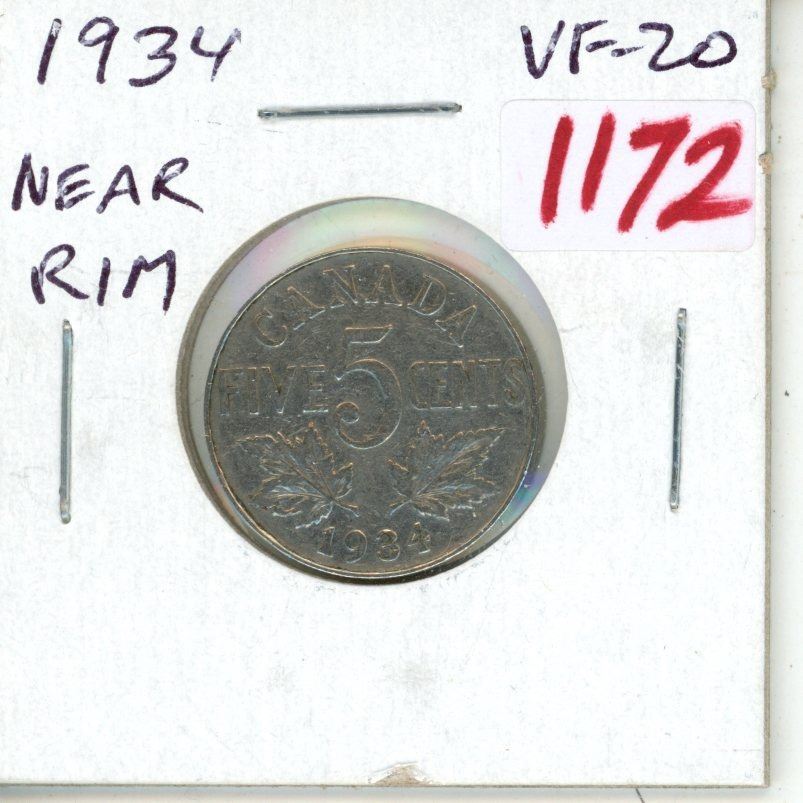 1934
VF-20
1172
NEAR
RIM
CANADA
FIVE 5 CENTS
1934